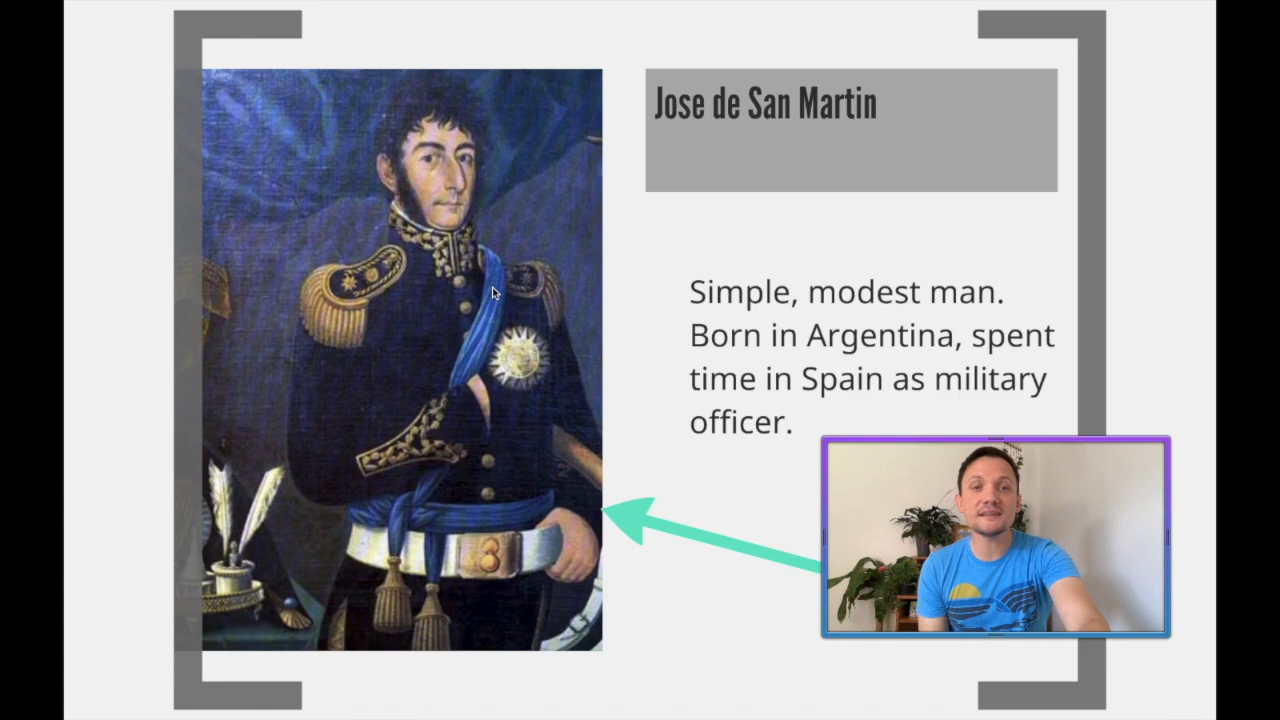 Jose de San Martin
Simple, modest man.
Born in Argentina, spent
time in Spain as military
officer.